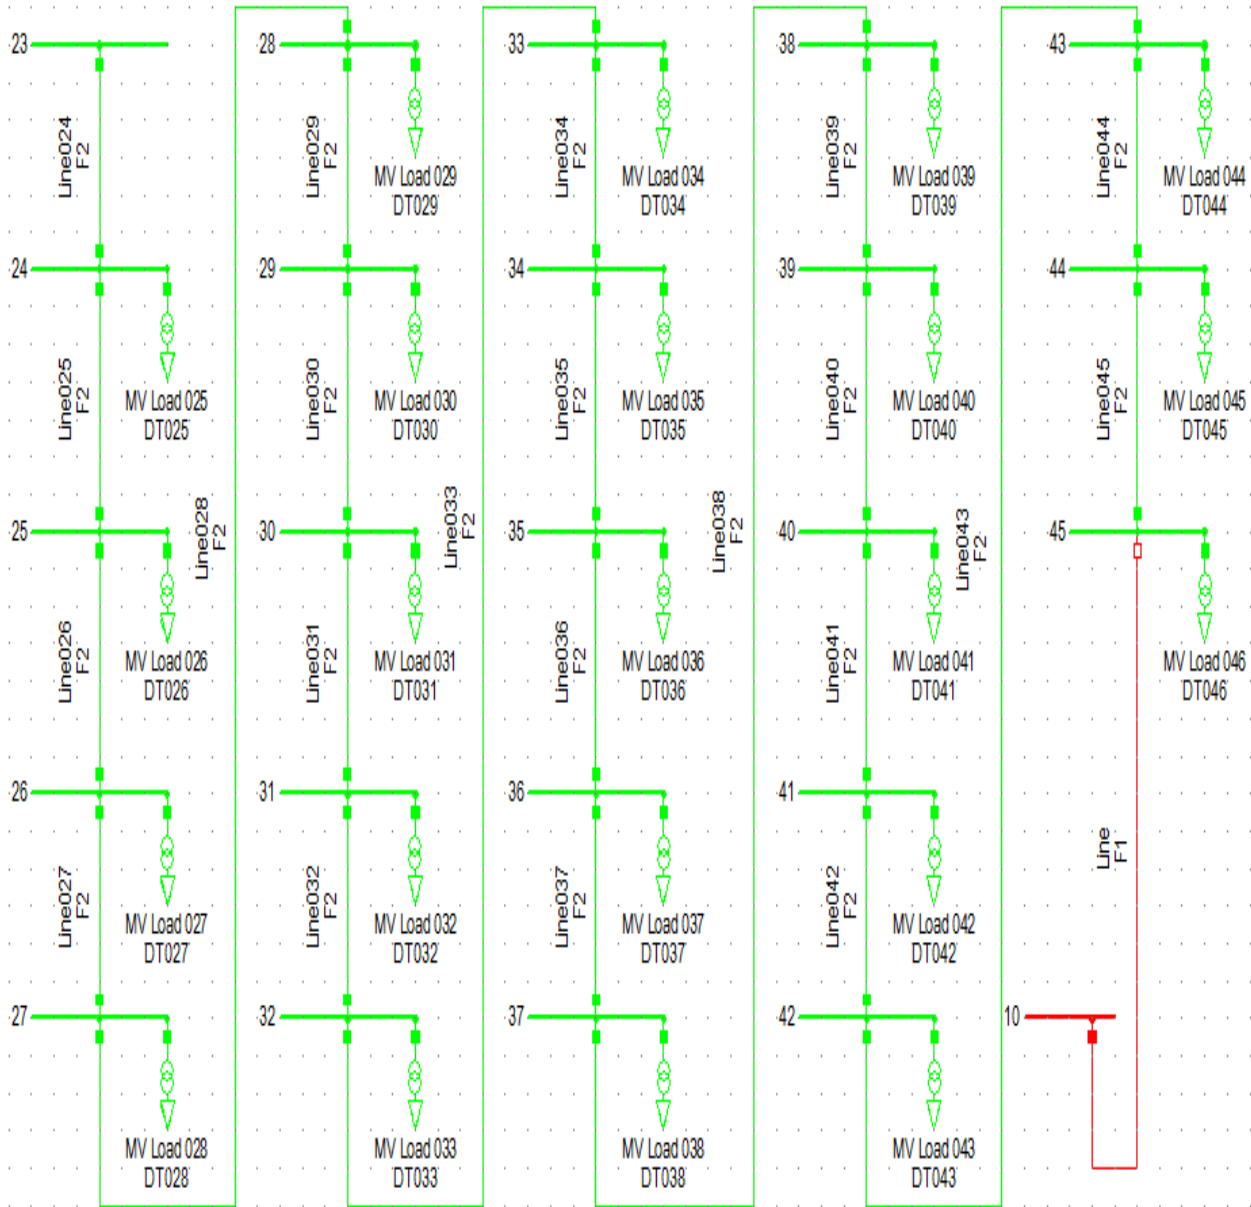 23
Line024
F2
24
MV Load 025
DT025
Line025
F2
25
MV Load 026
DT026
Line026
F2
26
MV Load 027
DT027
Line027
F2
27
MV Load 028
DT028
Line028
F2
28
MV Load 029
DT029
Line029
F2
29
MV Load 030
DT030
Line030
F2
30
MV Load 031
DT031
Line031
F2
31
MV Load 032
DT032
Line032
F2
32
MV Load 033
DT033
Line033
F2
33
MV Load 034
DT034
Line034
F2
34
MV Load 035
DT035
Line035
F2
35
MV Load 036
DT036
Line036
F2
36
MV Load 037
DT037
Line037
F2
37
MV Load 038
DT038
Line038
F2
38
MV Load 039
DT039
Line039
F2
39
MV Load 040
DT040
Line040
F2
40
MV Load 041
DT041
Line041
F2
41
MV Load 042
DT042
Line042
F2
42
MV Load 043
DT043
Line043
F2
43
MV Load 044
DT044
Line044
F2
44
MV Load 045
DT045
Line045
F2
45
MV Load 046
DT046
Line
F1
10